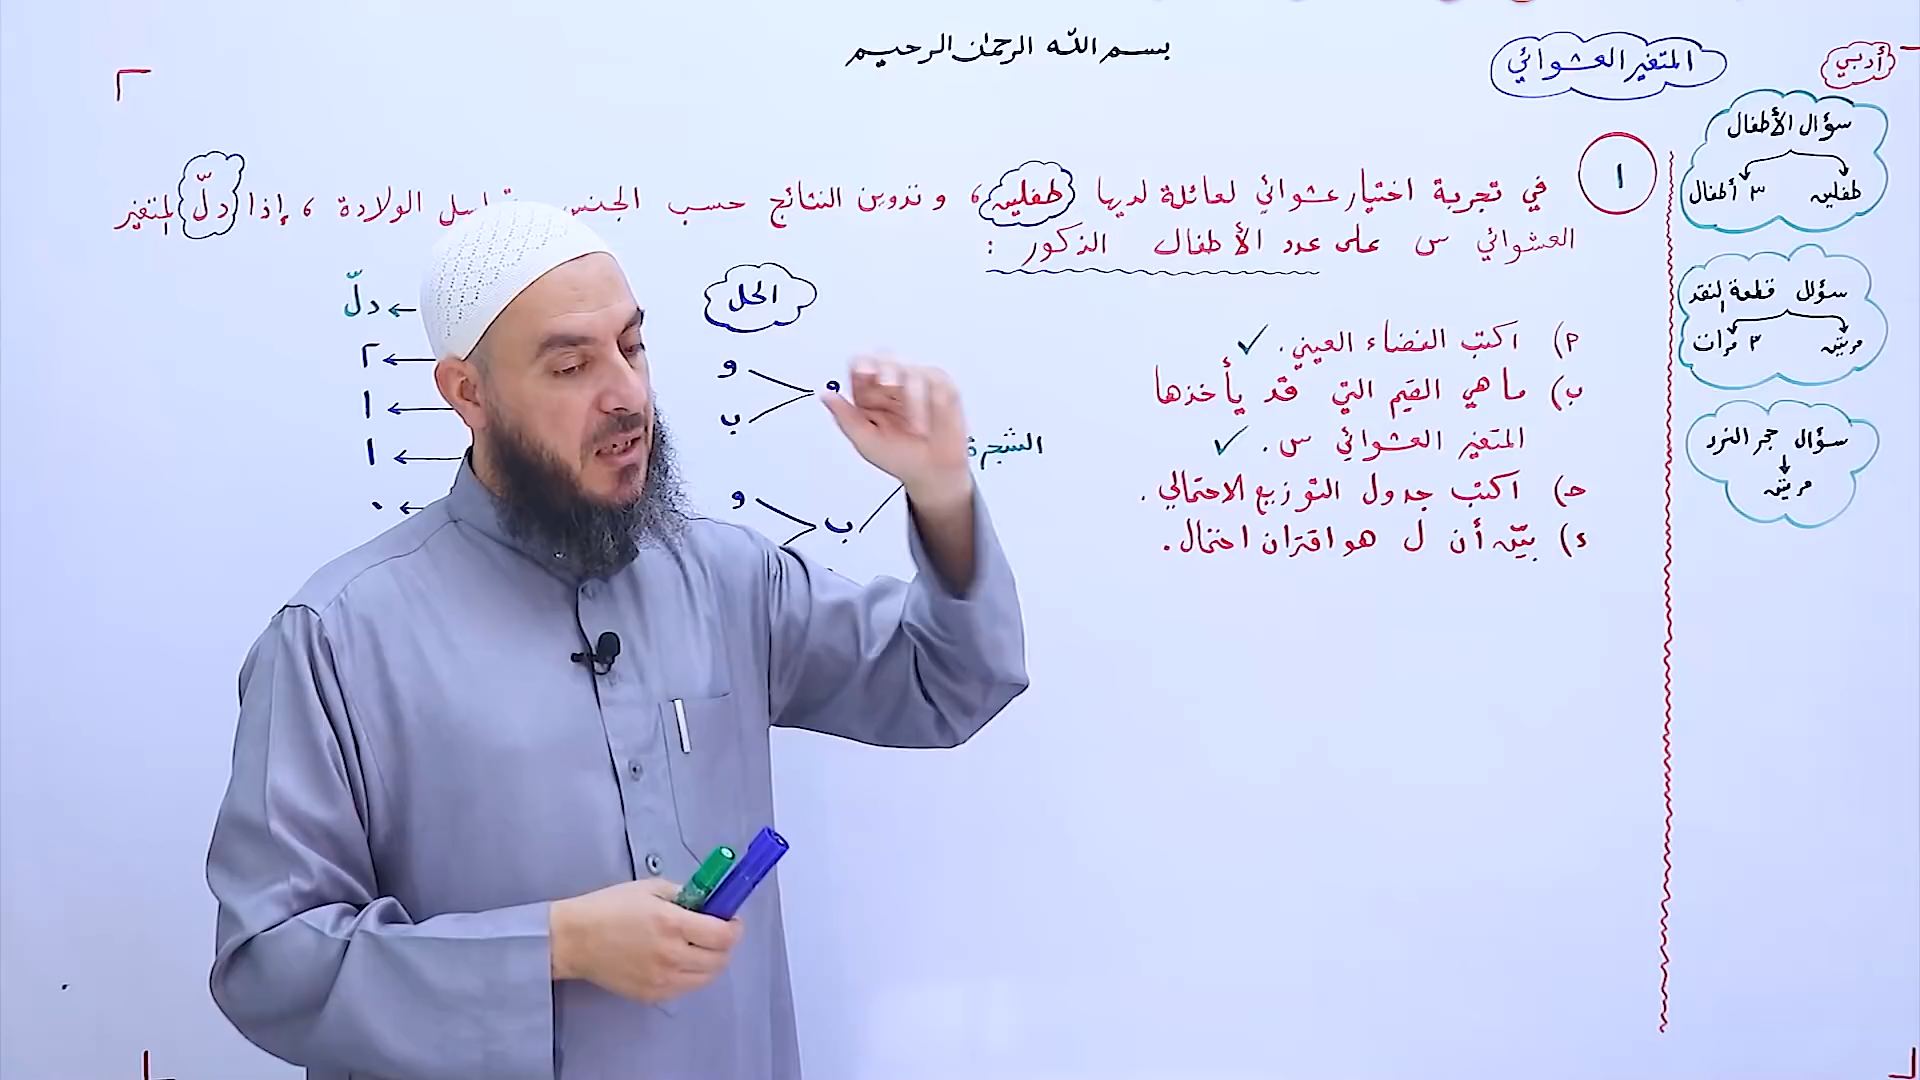 بسم الله الرحمن الرحيم
أدبي
المتغير العشوائي
سؤال الأطفال
طفلين ٣ أطفال
سؤال قطعة النقد
مرتين ٣ مرات
سؤال حجر النرد
مرتين
١
في تجربة اختيار عشوائي لعائلة لديها طفلين ، و تدوين النتائج حسب الجنس الولادة ، إذا دلّ المتغير
العشوائي س على عدد الأطفال الذكور :
٢) اكتب الفضاء العيني . ✓
ب) ما هي القيم التي قد يأخذها
المتغير العشوائي س . ✓
حـ) اكتب جدول التوزيع الاحتمالي .
ء) بيّن أن ل هو اقتران احتمال .
الحل
الشجرة
و
و
ب
و
ب
دلّ ←
٢ ←
١ ←
١ ←
٠ ←